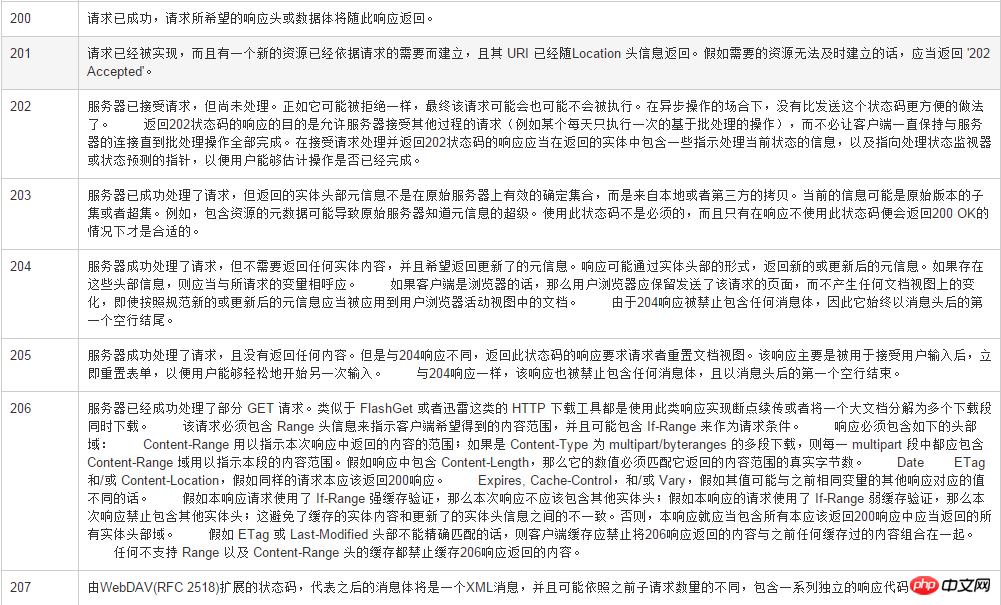 200 请求已成功，请求所希望的响应头或数据体将随此响应返回。
201 请求已经被实现，而且有一个新的资源已经依据请求的需要而建立，且其 URI 已经随Location 头信息返回。假如需要的资源无法及时建立的话，应当返回 '202
Accepted'。
202 服务器已接受请求，但尚未处理。正如它可能被拒绝一样，最终该请求可能会也可能不会被执行。在异步操作的场合下，没有比发送这个状态码更方便的做法
了。 返回202状态码的响应的目的是允许服务器接受其他过程的请求（例如某个每天只执行一次的基于批处理的操作），而不必让客户端一直保持与服务
器的连接直到批处理操作全部完成。在接受请求处理并返回202状态码的响应应当在返回的实体中包含一些指示处理当前状态的信息，以及指向处理状态监视器
或状态预测的指针，以便用户能够估计操作是否已经完成。
203 服务器已成功处理了请求，但返回的实体头部元信息不是在原始服务器上有效的确定集合，而是来自本地或者第三方的拷贝。当前的信息可能是原始版本的子
集或者超集。例如，包含资源的元数据可能导致原始服务器知道元信息的超级。使用此状态码不是必须的，而且只有在响应不使用此状态码便会返回200 OK的
情况下才是合适的。
204 服务器成功处理了请求，但不需要返回任何实体内容，并且希望返回更新了的元信息。响应可能通过实体头部的形式，返回新的或更新后的元信息。如果存在
这些头部信息，则应当与所请求的变量相呼应。 如果客户端是浏览器的话，那么用户浏览器应保留发送了该请求的页面，而不产生任何文档视图上的变
化，即使按照规范新的或更新后的元信息应当被应用到用户浏览器活动视图中的文档。 由于204响应被禁止包含任何消息体，因此它始终以消息头后的第
一个空行结尾。
205 服务器成功处理了请求，且没有返回任何内容。但是与204响应不同，返回此状态码的响应要求请求者重置文档视图。该响应主要是被用于接受用户输入后，立
即重置表单，以便用户能够轻松地开始另一次输入。 与204响应一样，该响应也被禁止包含任何消息体，且以消息头后的第一个空行结束。
206 服务器已经成功处理了部分 GET 请求。类似于 FlashGet 或者迅雷这类的 HTTP 下载工具都是使用此类响应实现断点续传或者将一个大文档分解为多个下载段
同时下载。 该请求必须包含 Range 头信息来指示客户端希望得到的内容范围，并且可能包含 If-Range 来作为请求条件。 响应必须包含如下的头部
域： Content-Range 用以指示本次响应中返回的内容的范围；如果是 Content-Type 为 multipart/byteranges 的多段下载，则每一 multipart 段中都应包含
Content-Range 域用以指示本段的内容范围。假如响应中包含 Content-Length，那么它的数值必须匹配它返回的内容范围的真实字节数。 Date ETag
和/或 Content-Location，假如同样的请求本应该返回200响应。 Expires, Cache-Control，和/或 Vary，假如其值可能与之前相同变量的其他响应对应的值
不同的话。 假如本响应请求使用了 If-Range 强缓存验证，那么本次响应不应该包含其他实体头；假如本响应的请求使用了 If-Range 弱缓存验证，那么本
次响应禁止包含其他实体头；这避免了缓存的实体内容和更新了的实体头信息之间的不一致。否则，本响应就应当包含所有本应该返回200响应中应当返回的所
有实体头部域。 假如 ETag 或 Last-Modified 头部不能精确匹配的话，则客户端缓存应禁止将206响应返回的内容与之前任何缓存过的内容组合在一起。
任何不支持 Range 以及 Content-Range 头的缓存都禁止缓存206响应返回的内容。
207 由WebDAV(RFC 2518)扩展的状态码，代表之后的消息体将是一个XML消息，并且可能依照之前子请求数量的不同，包含一系列独立的响应代码
php 中文网